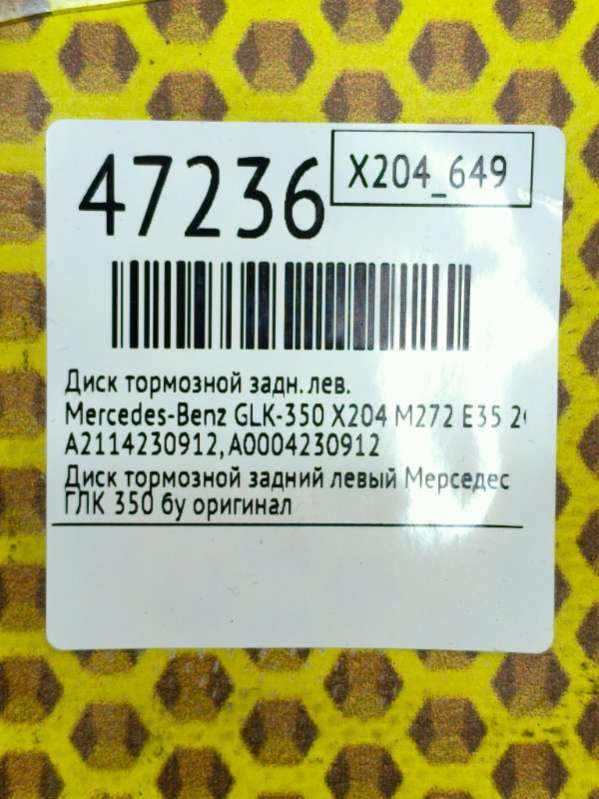 47236
X204_649
Диск тормозной задн. лев.
Mercedes-Benz GLK-350 X204 M272 E35
A2114230912, A0004230912
Диск тормозной задний левый Мерседес
ГЛК 350 бу оригинал